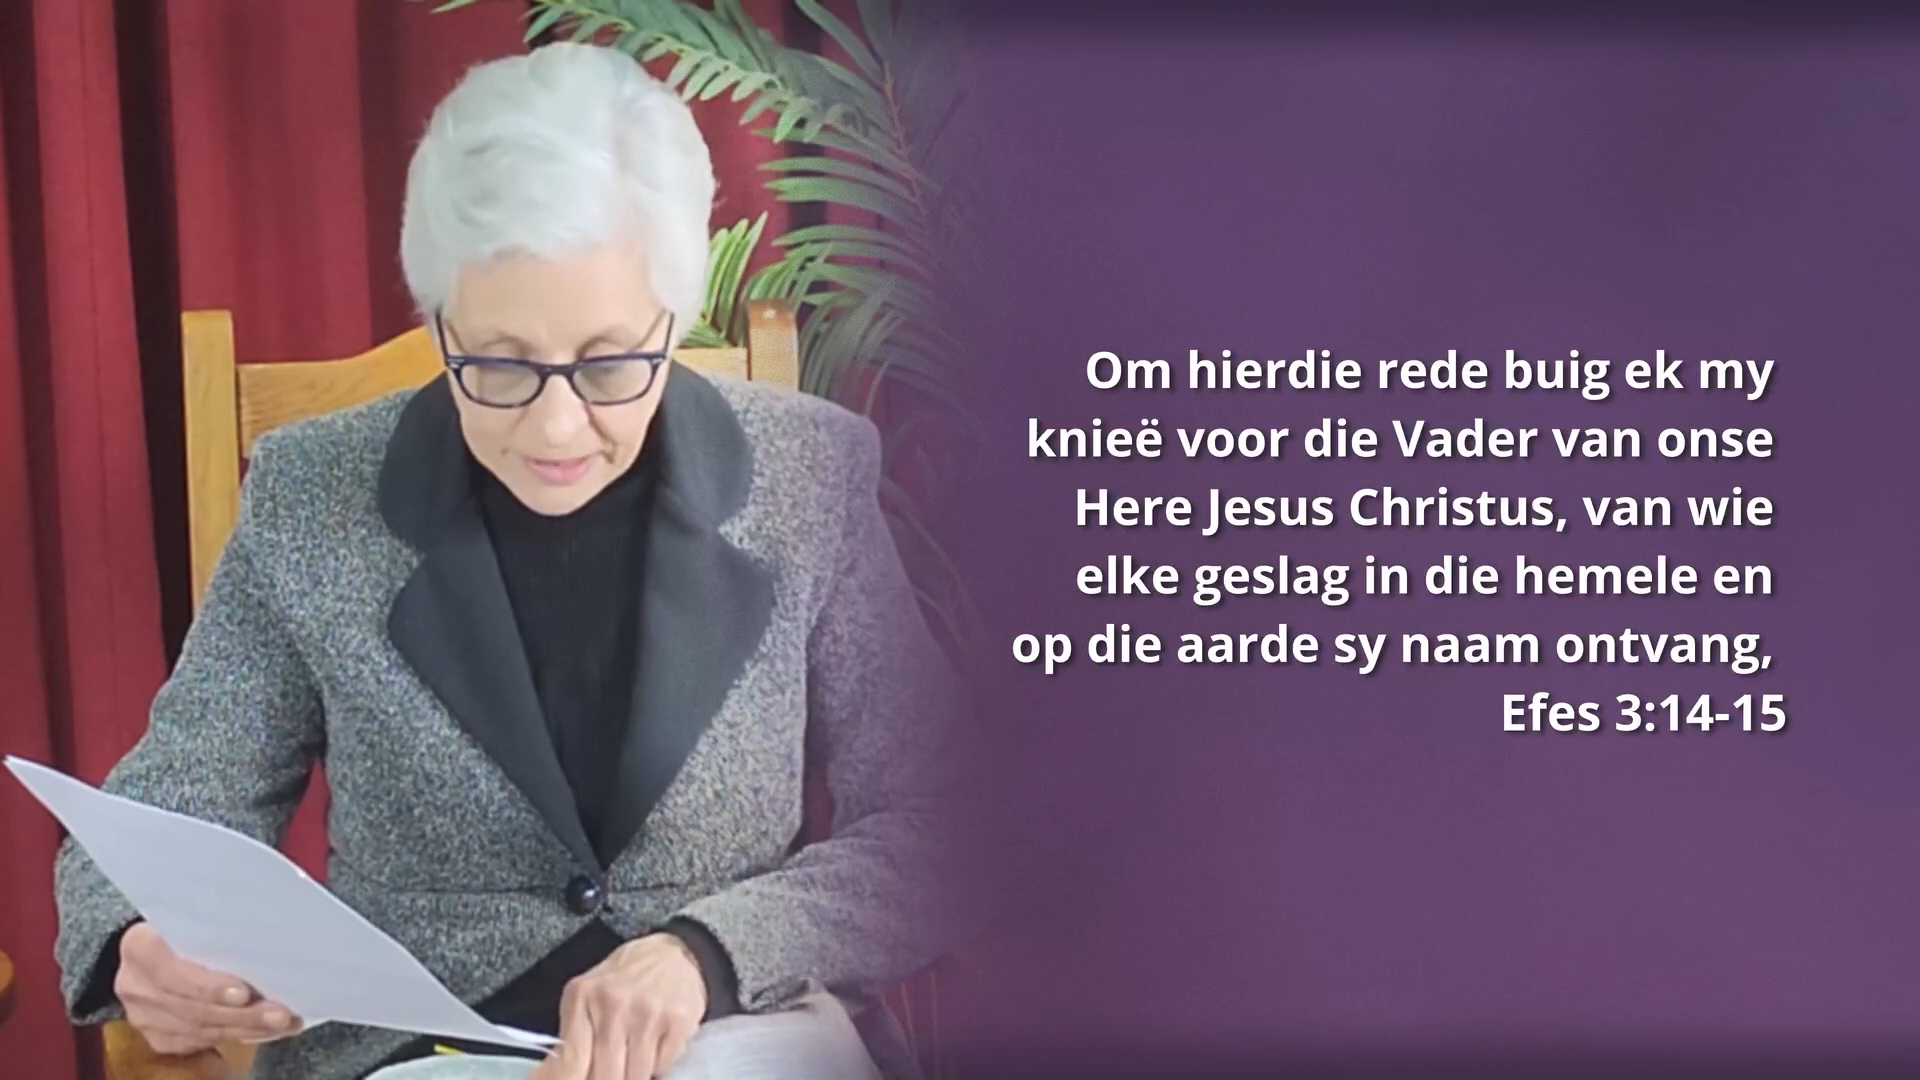 Om hierdie rede buig ek my
knieë voor die Vader van onse
Here Jesus Christus, van wie
elke geslag in die hemele en
op die aarde sy naam ontvang,
Efes 3:14-15